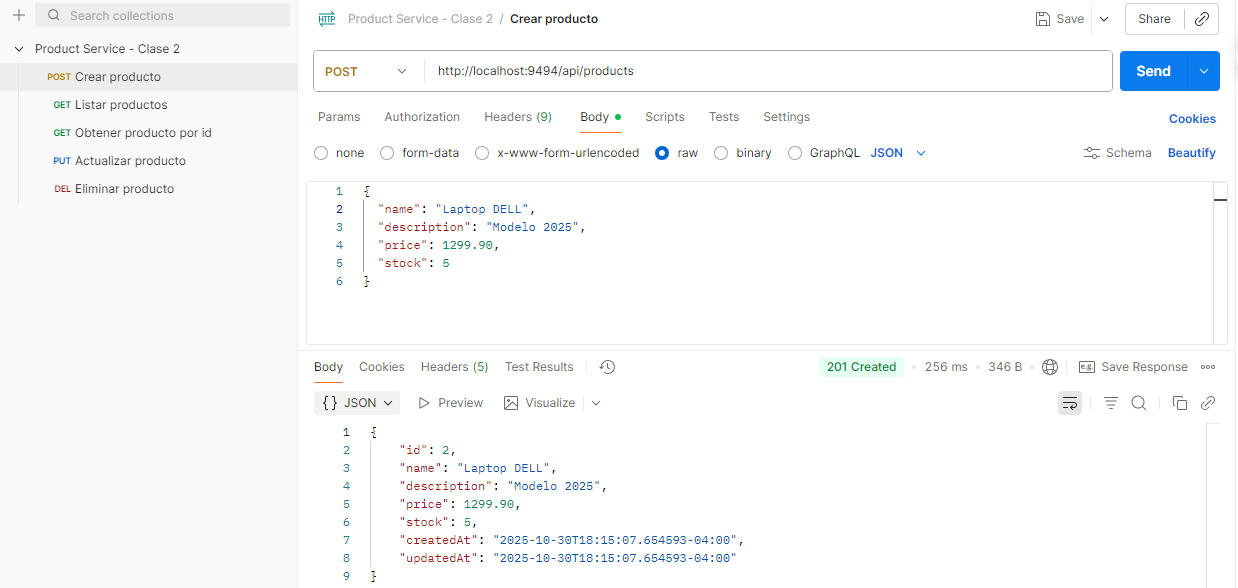 Search collections
Product Service - Clase 2
POST Crear producto
GET Listar productos
GET Obtener producto por id
PUT Actualizar producto
DEL Eliminar producto
HTTP Product Service - Clase 2 / Crear producto
Save
Share
POST http://localhost:9494/api/products
Send
Params Authorization Headers (9) Body Scripts Tests Settings Cookies
none form-data x-www-form-urlencoded raw binary GraphQL JSON Schema Beautify
1 {
2 "name": "Laptop DELL",
3 "description": "Modelo 2025",
4 "price": 1299.90,
5 "stock": 5
6 }
Body Cookies Headers (5) Test Results 201 Created 256 ms 346 B e.g. Save Response
{} JSON Preview Visualize
1 {
2 "id": 2,
3 "name": "Laptop DELL",
4 "description": "Modelo 2025",
5 "price": 1299.90,
6 "stock": 5,
7 "createdAt": "2025-10-30T18:15:07.654593-04:00",
8 "updatedAt": "2025-10-30T18:15:07.654593-04:00"
9 }